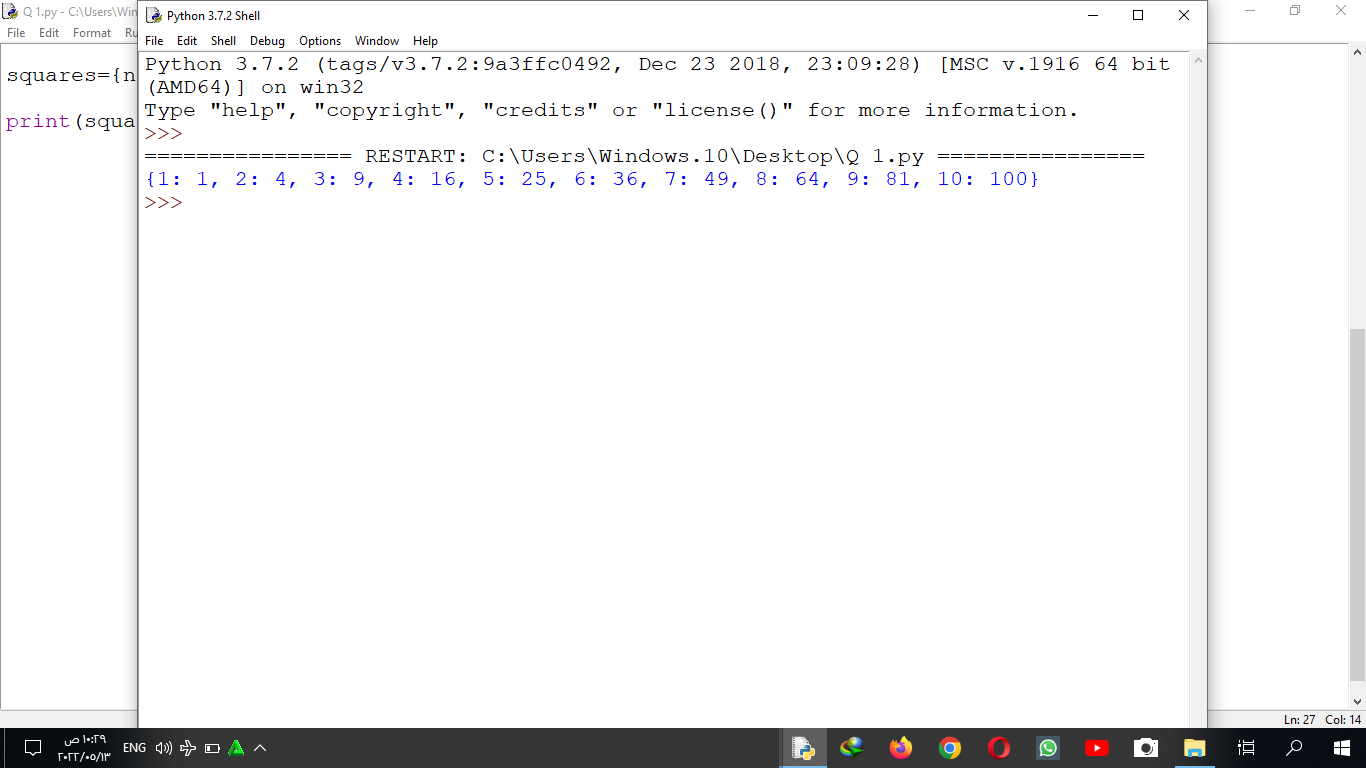 Q 1.py - C:\Users\Win
File Edit Format Ru
squares={n
print(squa
Python 3.7.2 Shell
File Edit Shell Debug Options Window Help
Python 3.7.2 (tags/v3.7.2:9a3ffc0492, Dec 23 2018, 23:09:28) [MSC v.1916 64 bit
(AMD64)] on win32
Type "help", "copyright", "credits" or "license()" for more information.
>>>
================ RESTART: C:\Users\Windows.10\Desktop\Q 1.py ================
{1: 1, 2: 4, 3: 9, 4: 16, 5: 25, 6: 36, 7: 49, 8: 64, 9: 81, 10: 100}
>>>
Ln: 27 Col: 14
١٠:٢٩ ص
٢٠٢٢/٠٥/١٣
ENG